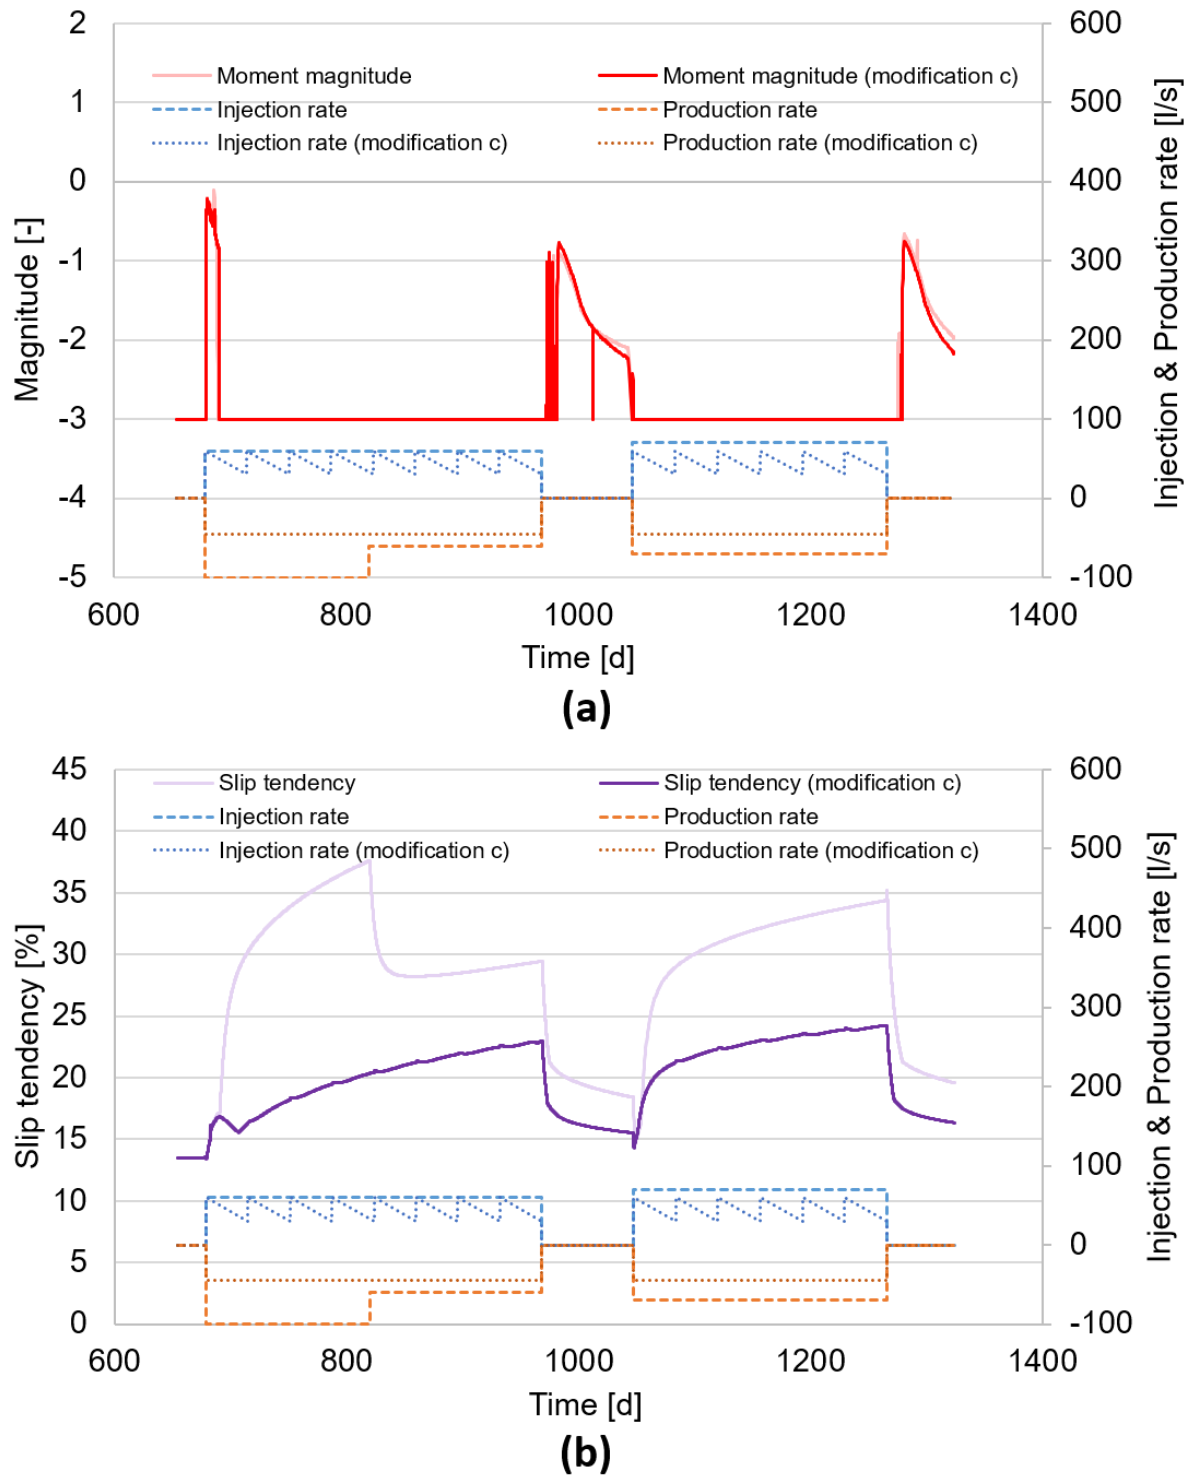 2 600
Moment magnitude Moment magnitude (modification c)
1 Injection rate Production rate 500
Injection rate (modification c) Production rate (modification c)
0 400
-1 300
-2 200
-3 100
-4 0
-5 -100
Magnitude [-]
Injection & Production rate [l/s]
600 800 1000 1200 1400
Time [d]
(a)
45 600
Slip tendency Slip tendency (modification c)
40 Injection rate Production rate
Injection rate (modification c) Production rate (modification c) 500
35 400
30
25 300
20 200
15 100
10
5 0
0 -100
Slip tendency [%]
Injection & Production rate [l/s]
600 800 1000 1200 1400
Time [d]
(b)